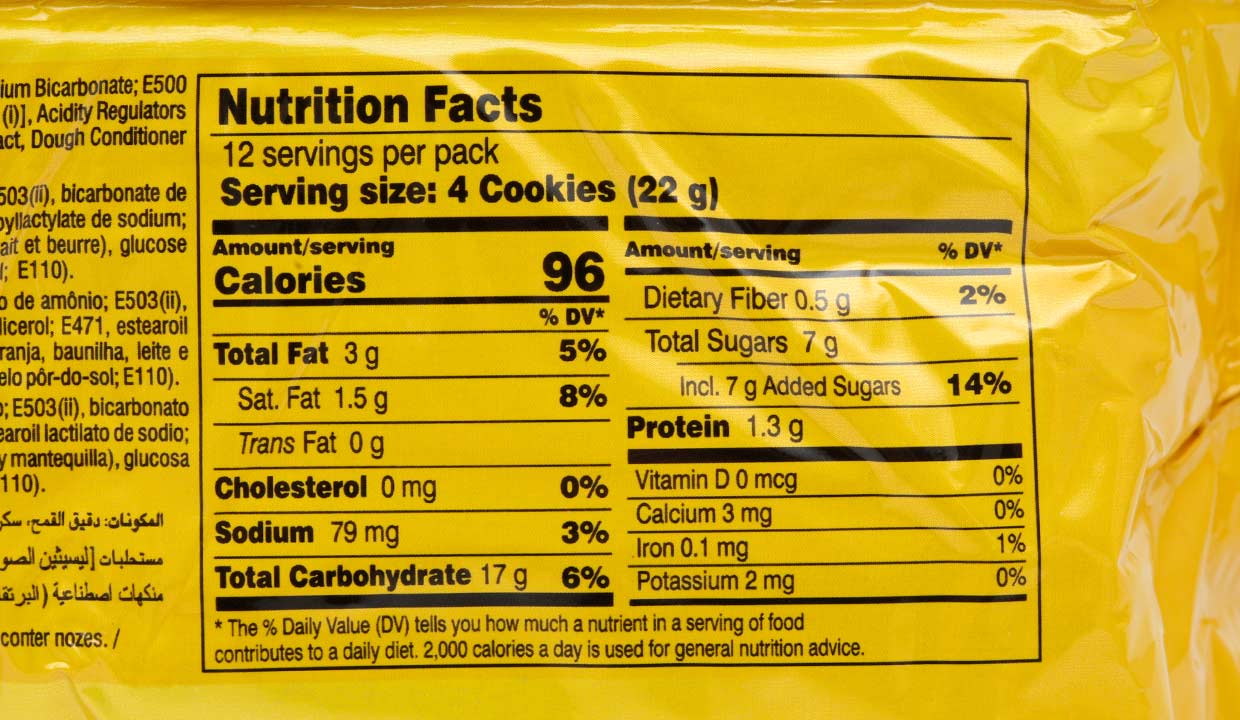 ium Bicarbonate; E500
(i)], Acidity Regulators
act, Dough Conditioner
503(ii), bicarbonate de
oyllactylate de sodium;
ait et beurre), glucose
l; E110).
o de amônio; E503(ii),
licerol; E471, estearoil
ranja, baunilha, leite e
elo pôr-do-sol; E110).
o; E503(ii), bicarbonato
earoil lactilato de sodio;
y mantequilla), glucosa
110).
المكونات: دقيق القمح، سكر
مستحلبات [ليسيثين الصو
منكهات اصطناعية (البرتقا
conter nozes. /
Nutrition Facts
12 servings per pack
Serving size: 4 Cookies (22 g)
Amount/serving
Calories 96
% DV*
Total Fat 3 g 5%
Sat. Fat 1.5 g 8%
Trans Fat 0 g
Cholesterol 0 mg 0%
Sodium 79 mg 3%
Total Carbohydrate 17 g 6%
Amount/serving % DV*
Dietary Fiber 0.5 g 2%
Total Sugars 7 g
Incl. 7 g Added Sugars 14%
Protein 1.3 g
Vitamin D 0 mcg 0%
Calcium 3 mg 0%
Iron 0.1 mg 1%
Potassium 2 mg 0%
* The % Daily Value (DV) tells you how much a nutrient in a serving of food
contributes to a daily diet. 2,000 calories a day is used for general nutrition advice.